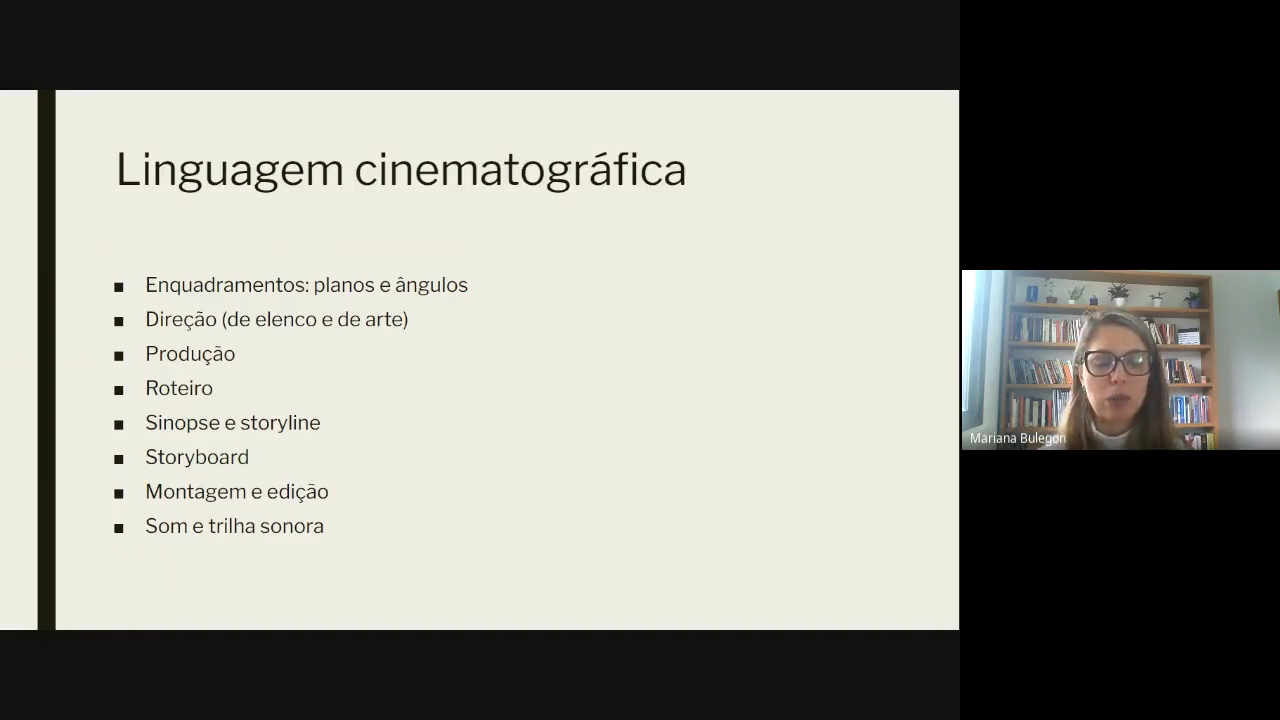 Linguagem cinematográfica
Enquadramentos: planos e ângulos
Direção (de elenco e de arte)
Produção
Roteiro
Sinopse e storyline
Storyboard
Montagem e edição
Som e trilha sonora
Mariana Bulegon